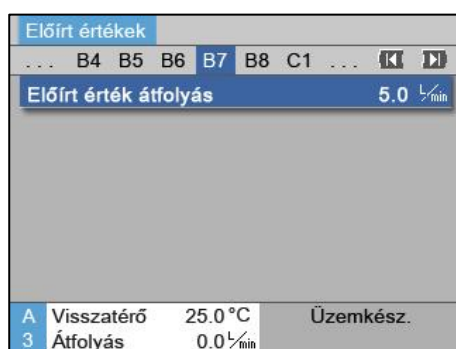 Előírt értékek
... B4 B5 B6 B7 B8 C1 ...
Előírt érték átfolyás 5.0 L/min
A Visszatérő 25.0 °C Üzemkész.
3 Átfolyás 0.0 L/min